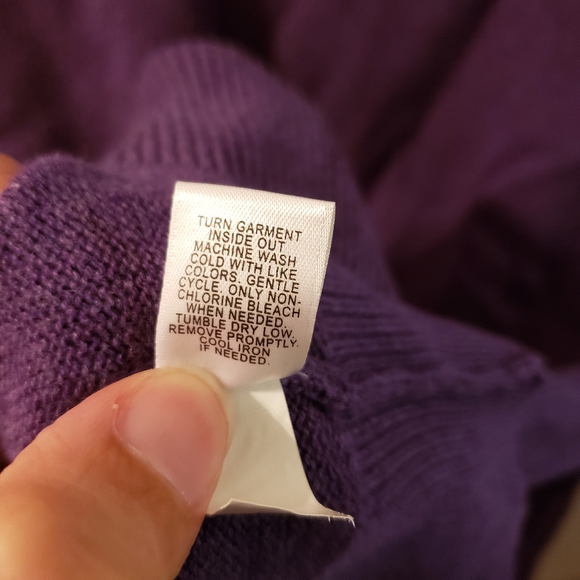 TURN GARMENT
INSIDE OUT
MACHINE WASH
COLD WITH LIKE
COLORS. GENTLE
CYCLE. ONLY NON-
CHLORINE BLEACH
WHEN NEEDED.
TUMBLE DRY LOW.
REMOVE PROMPTLY.
COOL IRON
IF NEEDED.